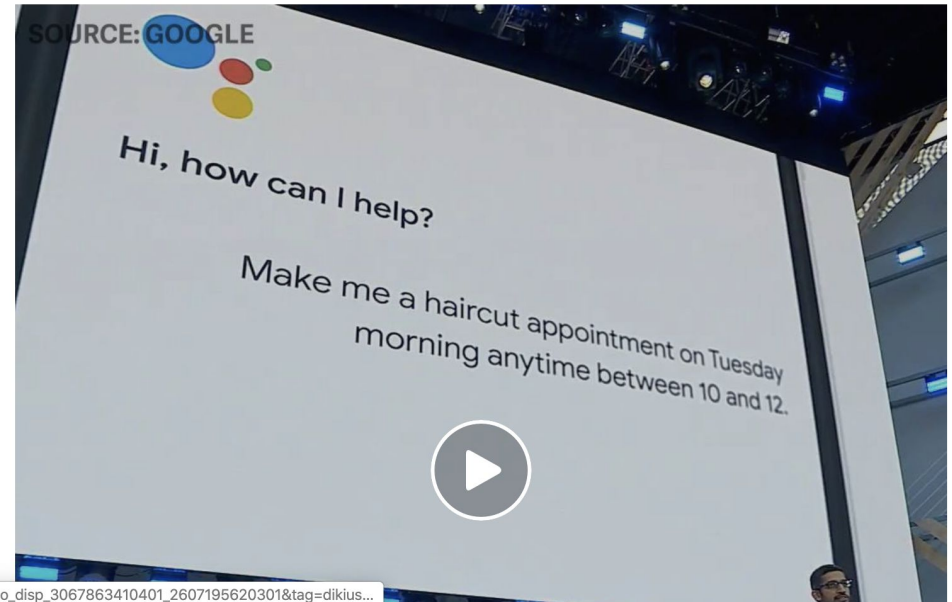 SOURCE: GOOGLE
Hi, how can I help?
Make me a haircut appointment on Tuesday
morning anytime between 10 and 12.
o_disp_3067863410401_2607195620301&tag=dikius...